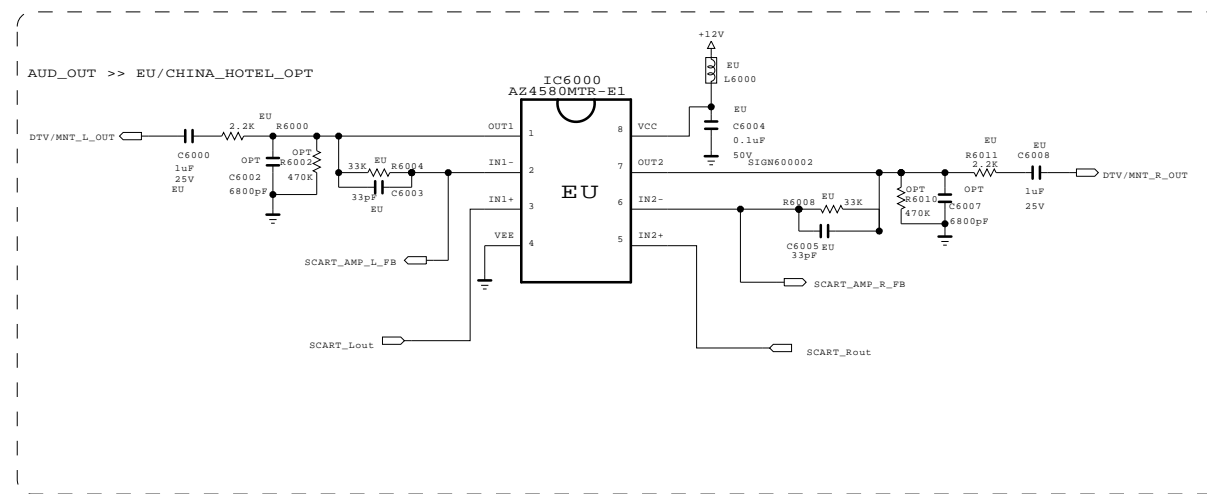 +12V
EU
L6000
AUD_OUT >> EU/CHINA_HOTEL_OPT
IC6000
AZ4580MTR-E1
EU
C6004
0.1uF
50V
DTV/MNT_L_OUT
C6000
1uF
25V
EU
2.2K
EU
R6000
OPT
C6002
6800pF
OPT
R6002
470K
33K
EU
R6004
33pF
C6003
EU
OUT1
1
IN1-
2
IN1+
3
VEE
4
EU
8
VCC
7
OUT2
6
IN2-
5
IN2+
SIGN600002
R6008
EU
33K
C6005
EU
33pF
OPT
R6010
470K
OPT
C6007
6800pF
EU
R6011
2.2K
EU
C6008
1uF
25V
DTV/MNT_R_OUT
SCART_AMP_L_FB
SCART_AMP_R_FB
SCART_Lout
SCART_Rout